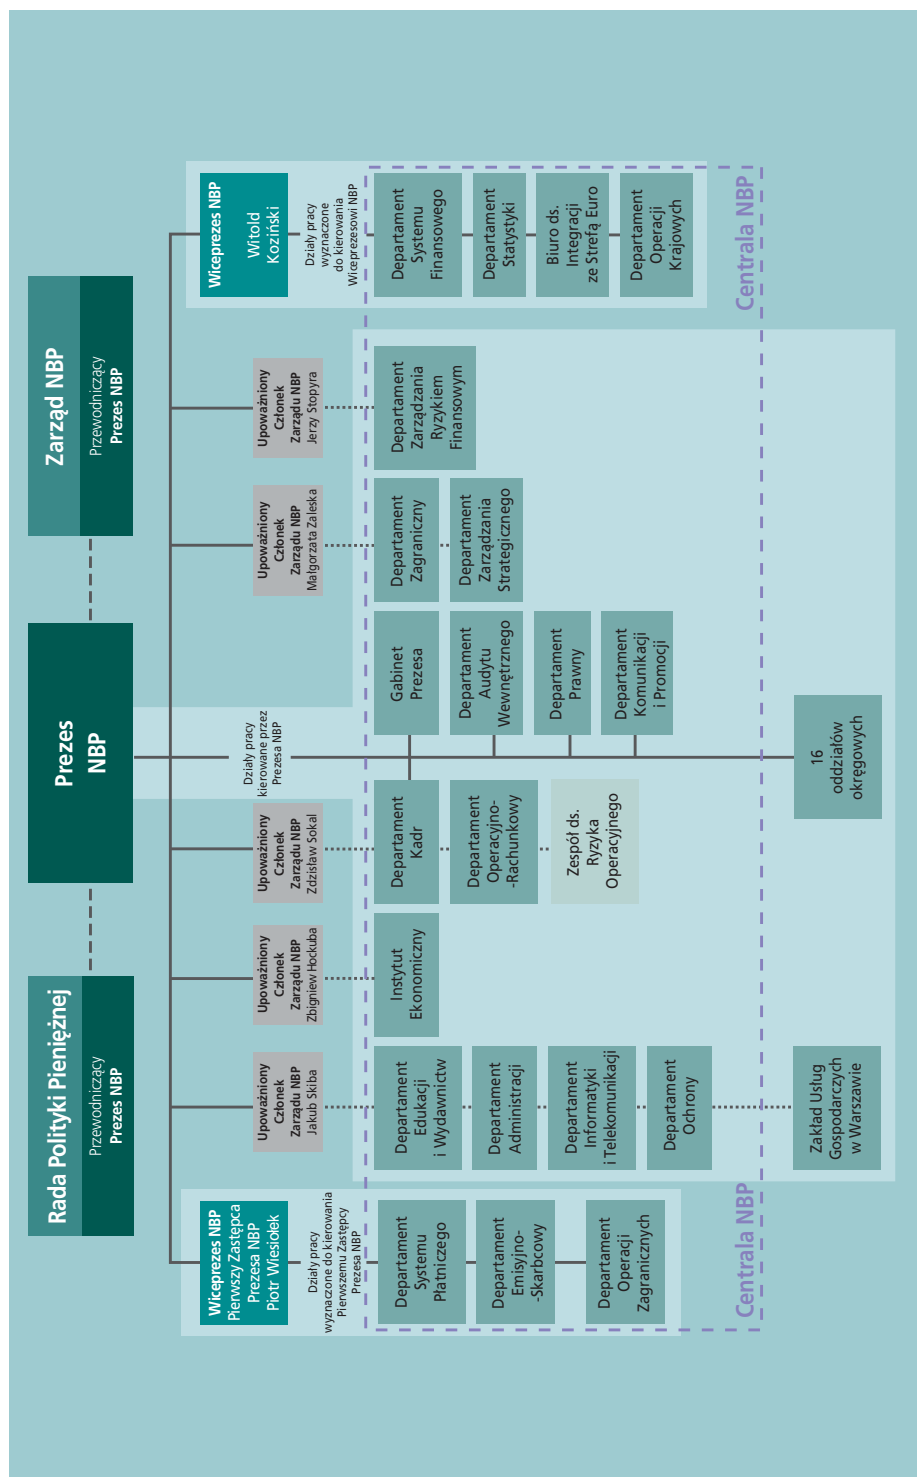 Rada Polityki Pieniężnej
Przewodniczący
Prezes NBP
Prezes
NBP
Zarząd NBP
Przewodniczący
Prezes NBP
Wiceprezes NBP
Pierwszy Zastępca
Prezesa NBP
Piotr Wiesiołek
Upoważniony
Członek
Zarządu NBP
Jakub Skiba
Upoważniony
Członek
Zarządu NBP
Zbigniew Hockuba
Upoważniony
Członek
Zarządu NBP
Zdzisław Sokal
Działy pracy
kierowane przez
Prezesa NBP
Upoważniony
Członek
Zarządu NBP
Małgorzata Zaleska
Upoważniony
Członek
Zarządu NBP
Jerzy Stopyra
Wiceprezes NBP
Witold
Koziński
Działy pracy
wyznaczone do kierowania
Pierwszemu Zastępcy
Prezesa NBP
Działy pracy
wyznaczone
do kierowania
Wiceprezesowi NBP
Departament
Systemu
Płatniczego
Departament
Emisyjno-
-Skarbcowy
Departament
Operacji
Zagranicznych
Departament
Edukacji
i Wydawnictw
Departament
Administracji
Departament
Informatyki
i Telekomunikacji
Departament
Ochrony
Instytut
Ekonomiczny
Departament
Kadr
Departament
Operacyjno-
-Rachunkowy
Zespół ds.
Ryzyka
Operacyjnego
Gabinet
Prezesa
Departament
Audytu
Wewnętrznego
Departament
Prawny
Departament
Komunikacji
i Promocji
Departament
Zagraniczny
Departament
Zarządzania
Strategicznego
Departament
Zarządzania
Ryzykiem
Finansowym
Departament
Systemu
Finansowego
Departament
Statystyki
Biuro ds.
Integracji
ze Strefą Euro
Departament
Operacji
Krajowych
Centrala NBP
Centrala NBP
Zakład Usług
Gospodarczych
w Warszawie
16
oddziałów
okręgowych